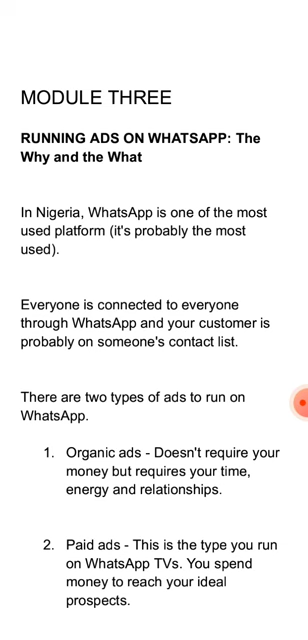 MODULE THREE
RUNNING ADS ON WHATSAPP: The
Why and the What
In Nigeria, WhatsApp is one of the most
used platform (it's probably the most
used).
Everyone is connected to everyone
through WhatsApp and your customer is
probably on someone's contact list.
There are two types of ads to run on
WhatsApp.
1. Organic ads - Doesn't require your
money but requires your time,
energy and relationships.
2. Paid ads - This is the type you run
on WhatsApp TVs. You spend
money to reach your ideal
prospects.